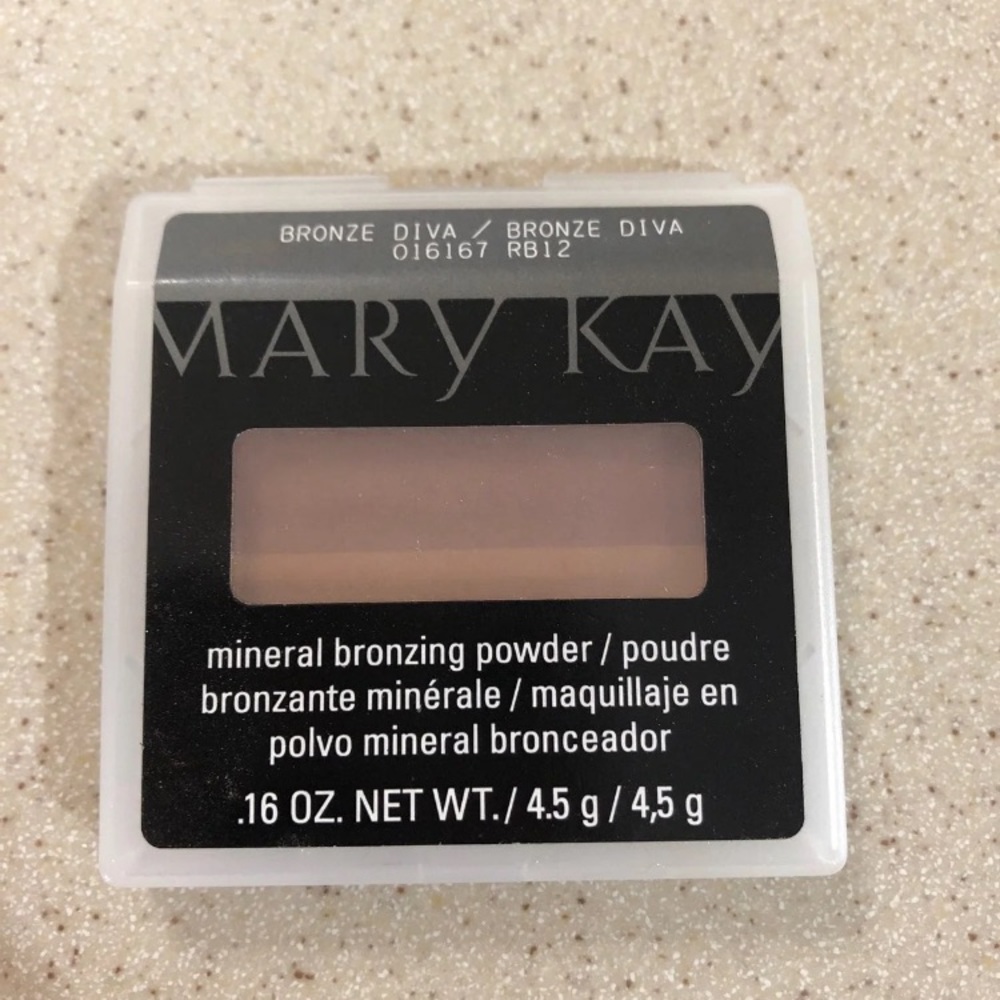 BRONZE DIVA / BRONZE DIVA
016167 RB12
MARY KAY
mineral bronzing powder / poudre
bronzante minérale / maquillaje en
polvo mineral bronceador
.16 OZ. NET WT. / 4.5 g / 4,5 g